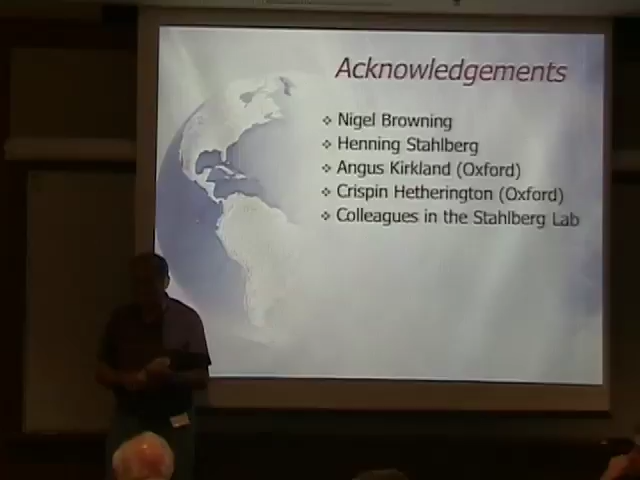 Acknowledgements
❖ Nigel Browning
❖ Henning Stahlberg
❖ Angus Kirkland (Oxford)
❖ Crispin Hetherington (Oxford)
❖ Colleagues in the Stahlberg Lab